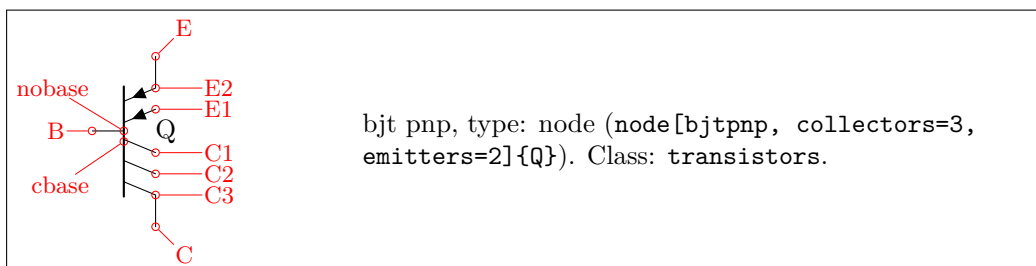 E
E2
nobase
E1
B
Q
C1
C2
cbase
C3
C
bjt pnp, type: node (node[bjtpnp, collectors=3,
emitters=2]{Q}). Class: transistors.